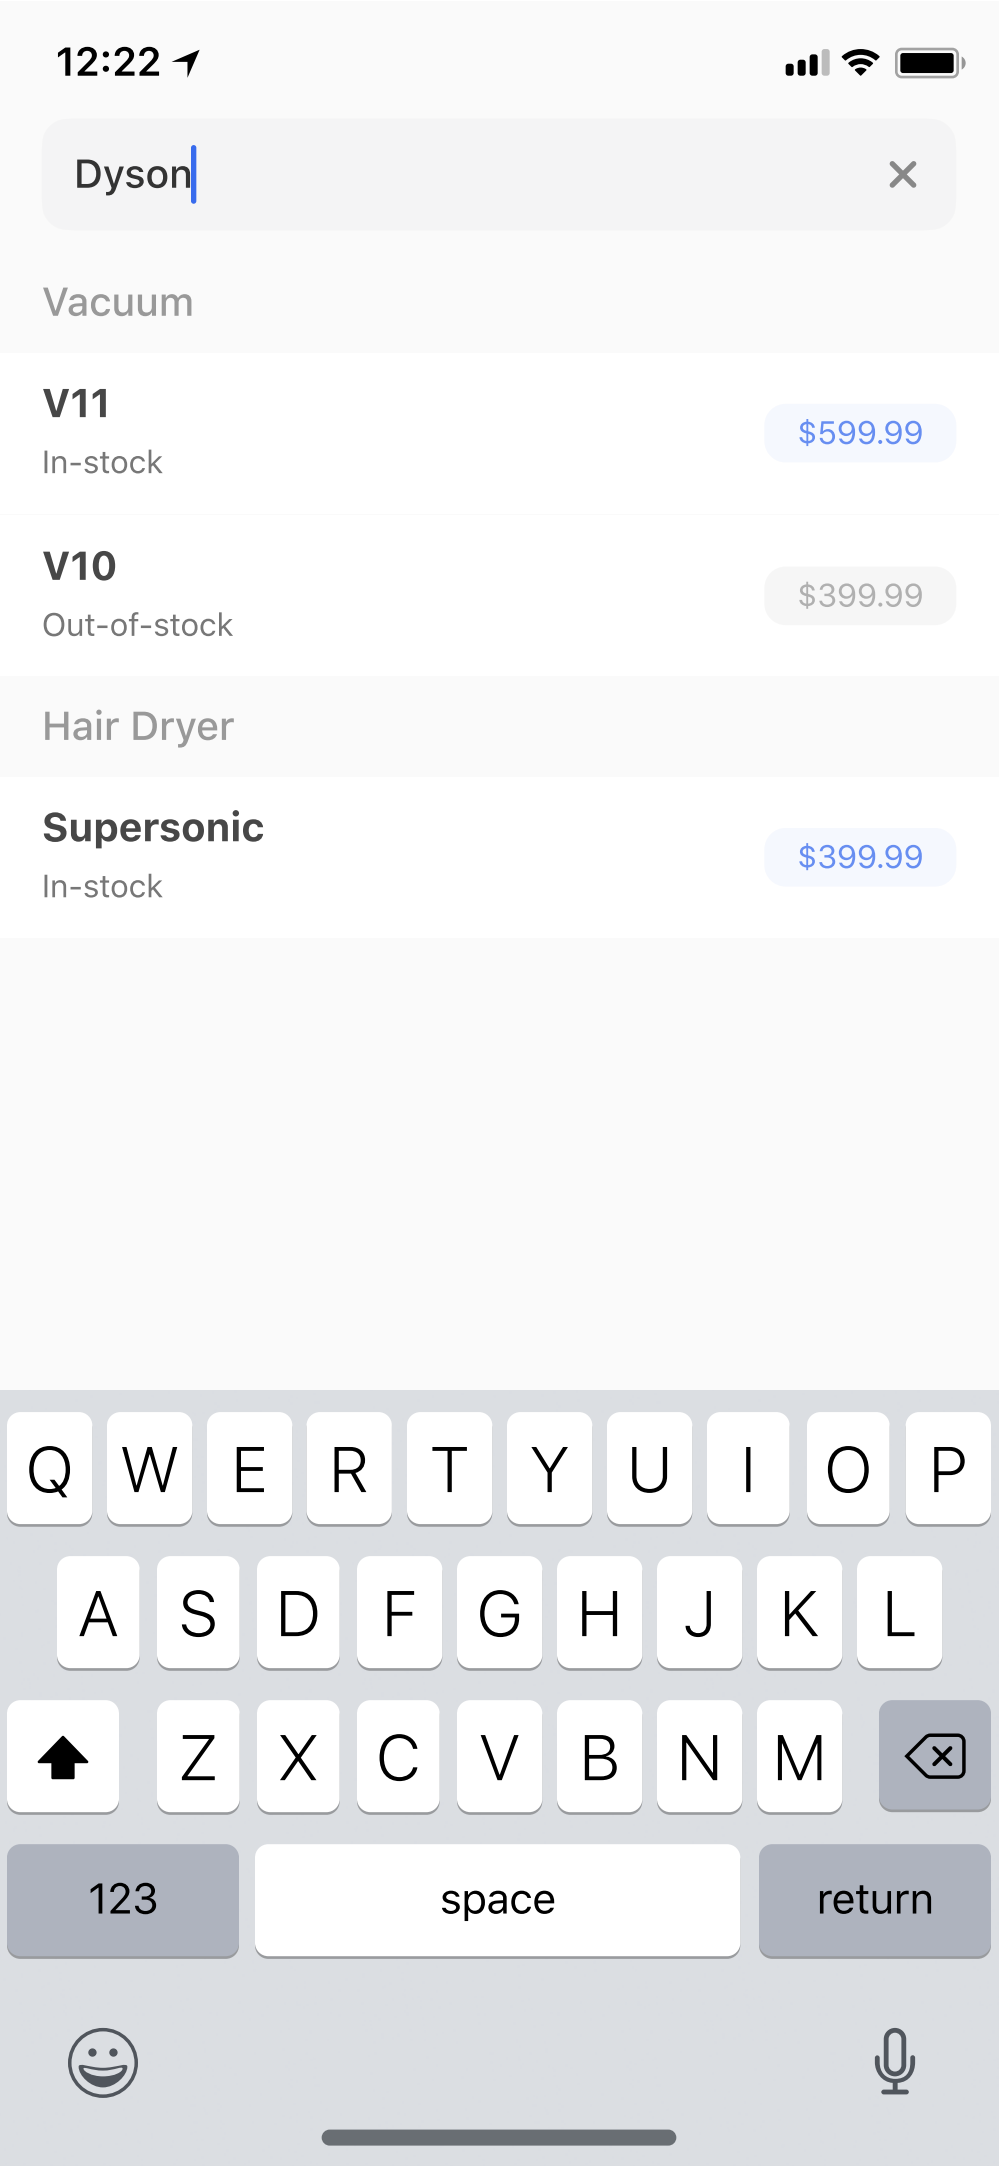 12:22
Dyson
Vacuum
V11
In-stock
$599.99
V10
Out-of-stock
$399.99
Hair Dryer
Supersonic
In-stock
$399.99
Q W E R T Y U I O P
A S D F G H J K L
Z X C V B N M
123 space return